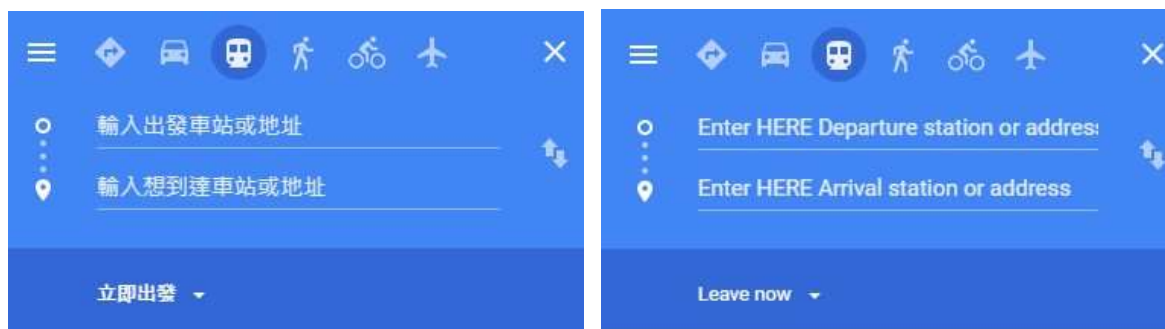 輸入出發車站或地址
輸入想到達車站或地址
立即出發
Enter HERE Departure station or address
Enter HERE Arrival station or address
Leave now